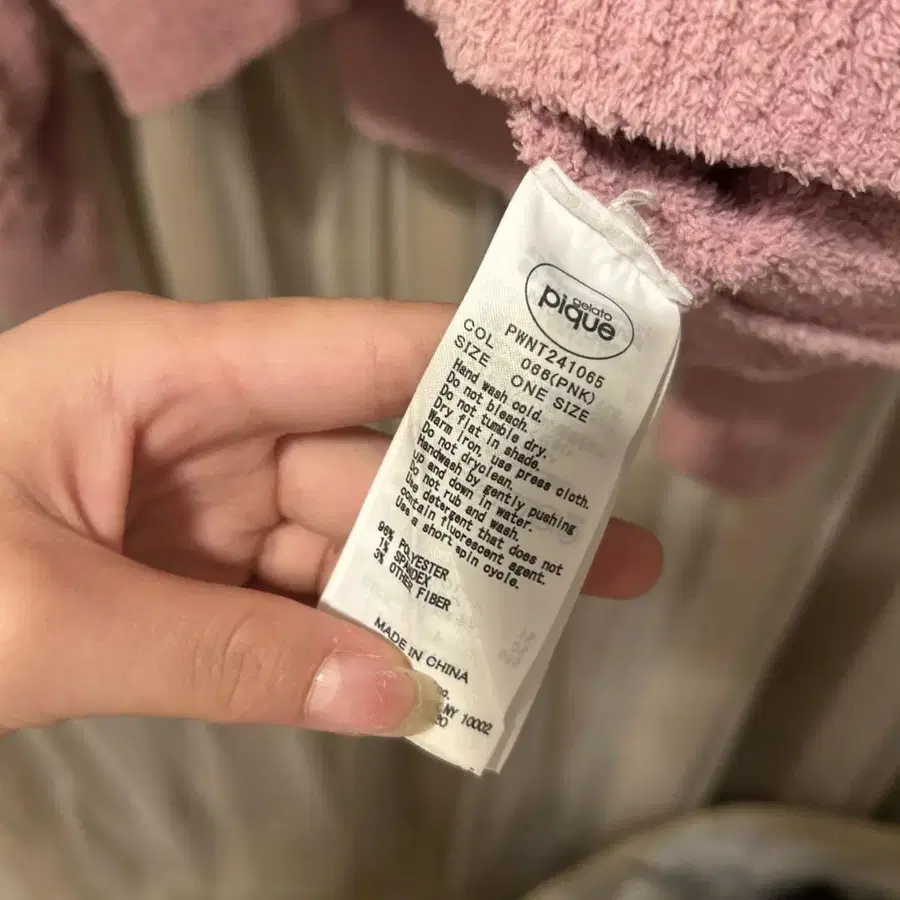 gelato
pique
PWNT241065
COL 066(PNK)
SIZE ONE SIZE
Hand wash cold.
Do not bleach.
Do not tumble dry.
Dry flat in shade.
Warm iron, use press cloth.
Do not dryclean.
Handwash by gently pushing
up and down in water.
Do not rub and wash.
Use detergent that does not
contain fluorescent agent.
Use a short spin cycle.
96% POLYESTER
1% SPANDEX
3% OTHER FIBER
MADE IN CHINA
NY 10002